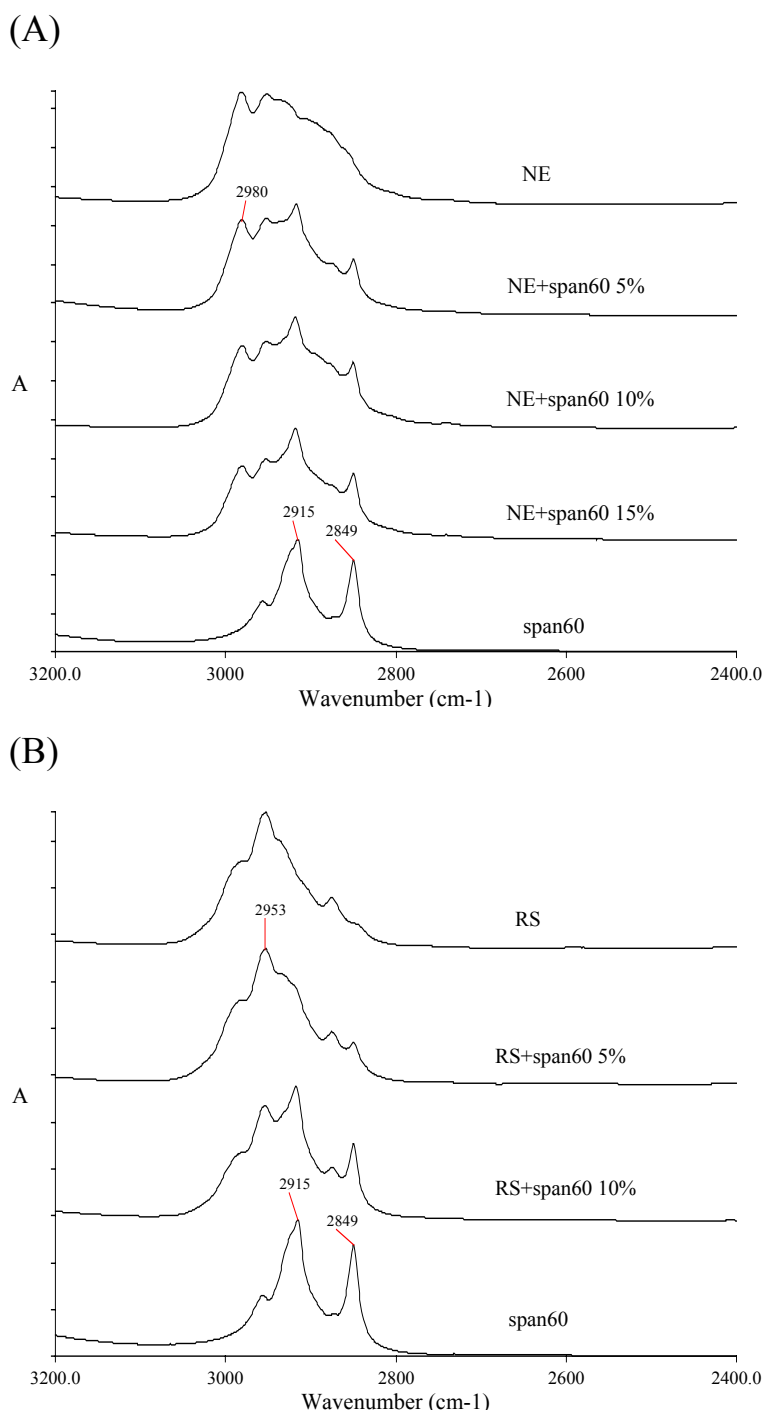 (A)
NE
2980
NE+span60 5%
NE+span60 10%
A
NE+span60 15%
2915
2849
span60
3200.0 3000 2800 2600 2400.0
Wavenumber (cm-1)
(B)
RS
2953
RS+span60 5%
A
RS+span60 10%
2915
2849
span60
3200.0 3000 2800 2600 2400.0
Wavenumber (cm-1)